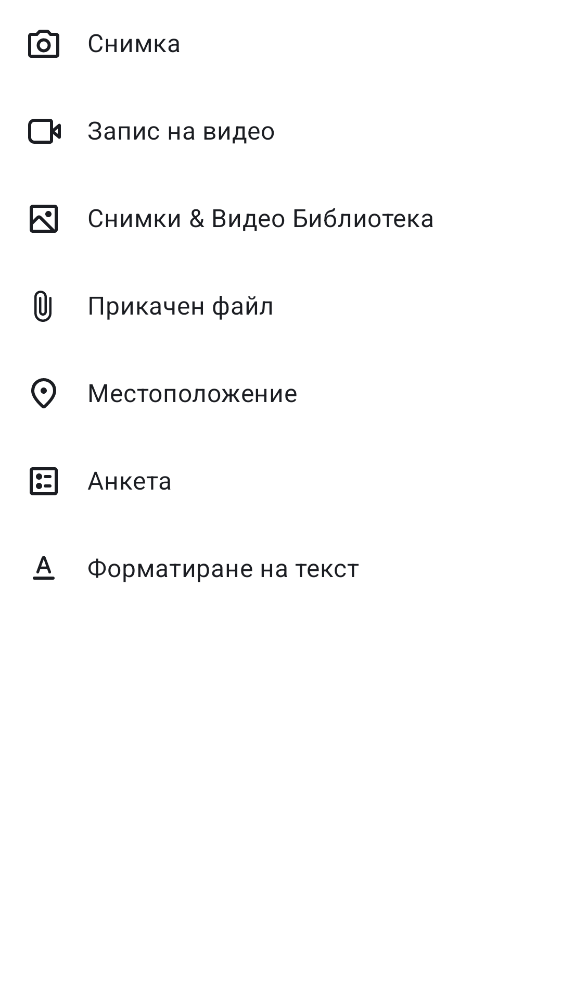 Снимка
Запис на видео
Снимки & Видео Библиотека
Прикачен файл
Местоположение
Анкета
Форматиране на текст